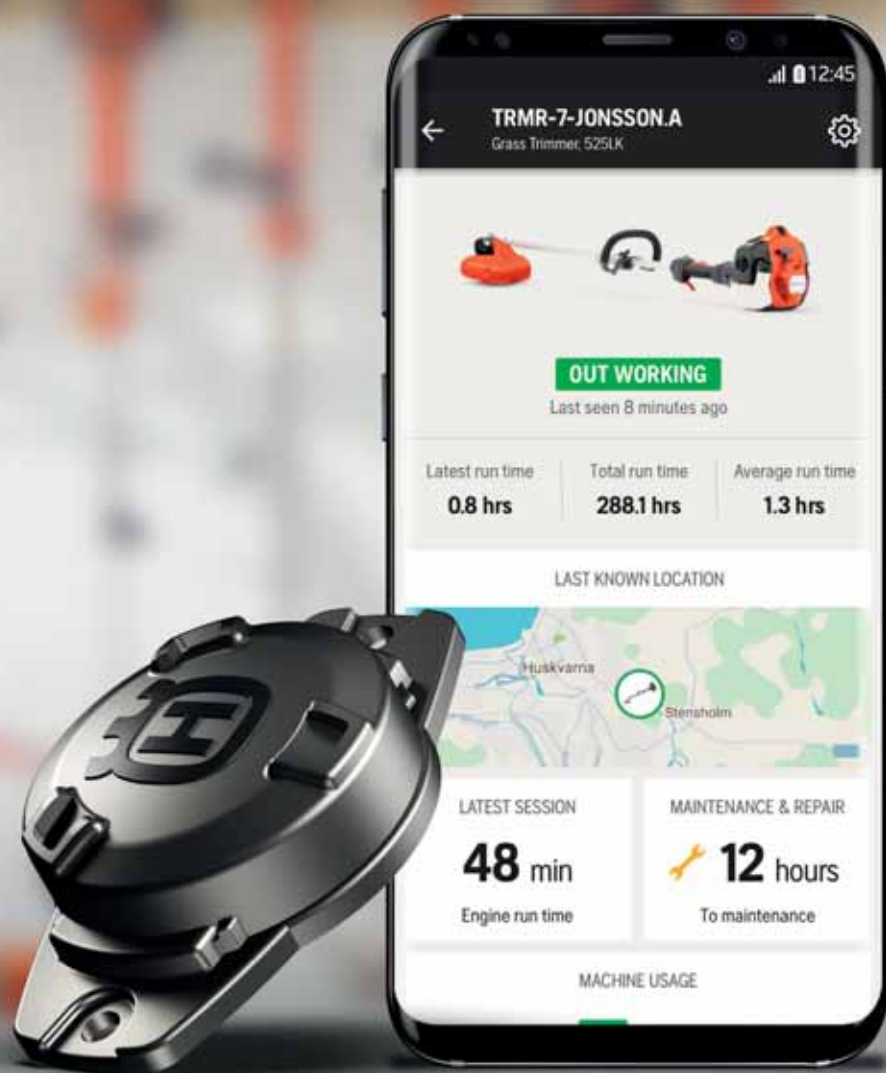 12:45
TRMR-7-JONSSON.A
Grass Trimmer, 525LK
OUT WORKING
Last seen 8 minutes ago
Latest run time Total run time Average run time
0.8 hrs 288.1 hrs 1.3 hrs
LAST KNOWN LOCATION
Huskvarna
Stensholm
LATEST SESSION MAINTENANCE & REPAIR
48 min 12 hours
Engine run time To maintenance
MACHINE USAGE
H